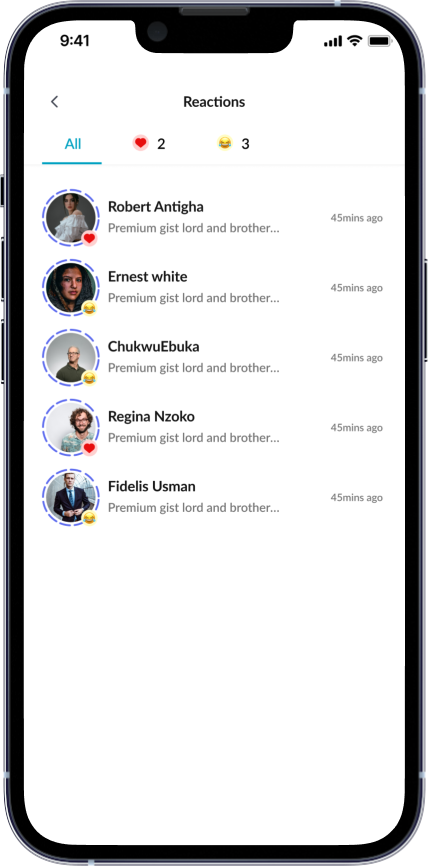 9:41
Reactions
All ❤️ 2 😂 3
Robert Antigha
Premium gist lord and brother...
45mins ago
Ernest white
Premium gist lord and brother...
45mins ago
ChukwuEbuka
Premium gist lord and brother...
45mins ago
Regina Nzoko
Premium gist lord and brother...
45mins ago
Fidelis Usman
Premium gist lord and brother...
45mins ago